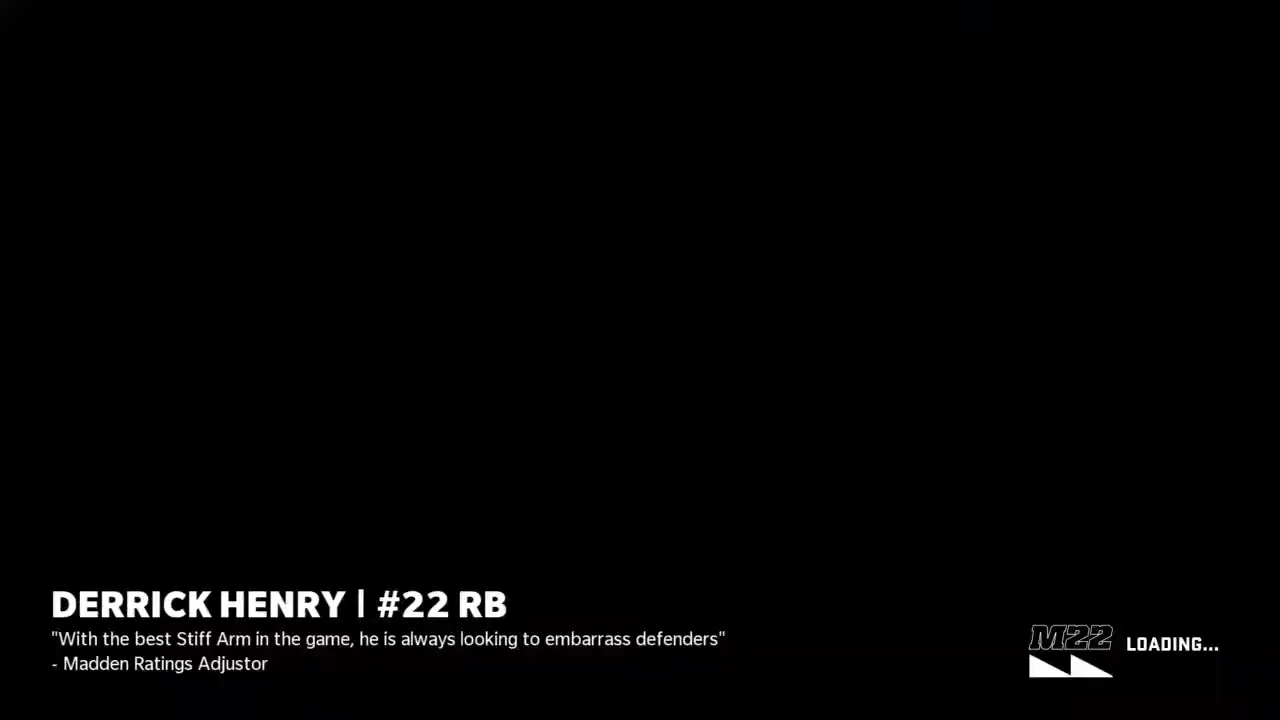 DERRICK HENRY | #22 RB
"With the best Stiff Arm in the game, he is always looking to embarrass defenders"
- Madden Ratings Adjustor
M22 LOADING...